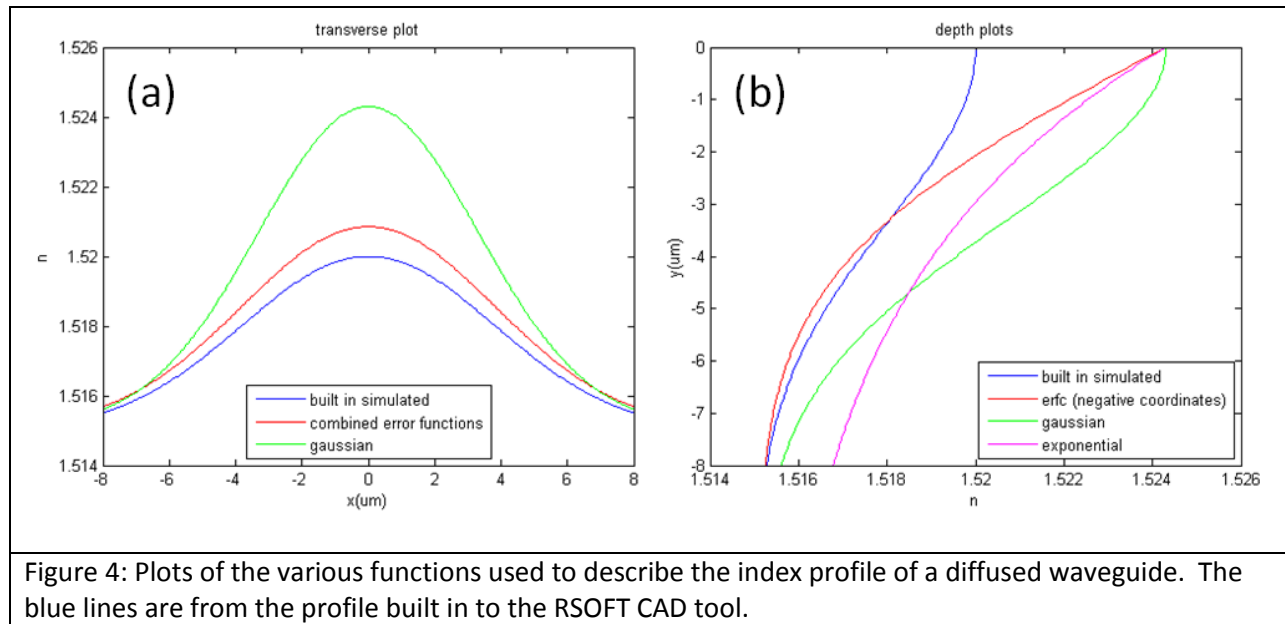 transverse plot
(a)
1.526
1.524
1.522
1.52
1.518
1.516
1.514
n
-8 -6 -4 -2 0 2 4 6 8
x(um)
built in simulated
combined error functions
gaussian
depth plots
(b)
0
-1
-2
-3
-4
-5
-6
-7
-8
y(um)
1.514 1.516 1.518 1.52 1.522 1.524 1.526
n
built in simulated
erfc (negative coordinates)
gaussian
exponential
Figure 4: Plots of the various functions used to describe the index profile of a diffused waveguide. The
blue lines are from the profile built in to the RSOFT CAD tool.